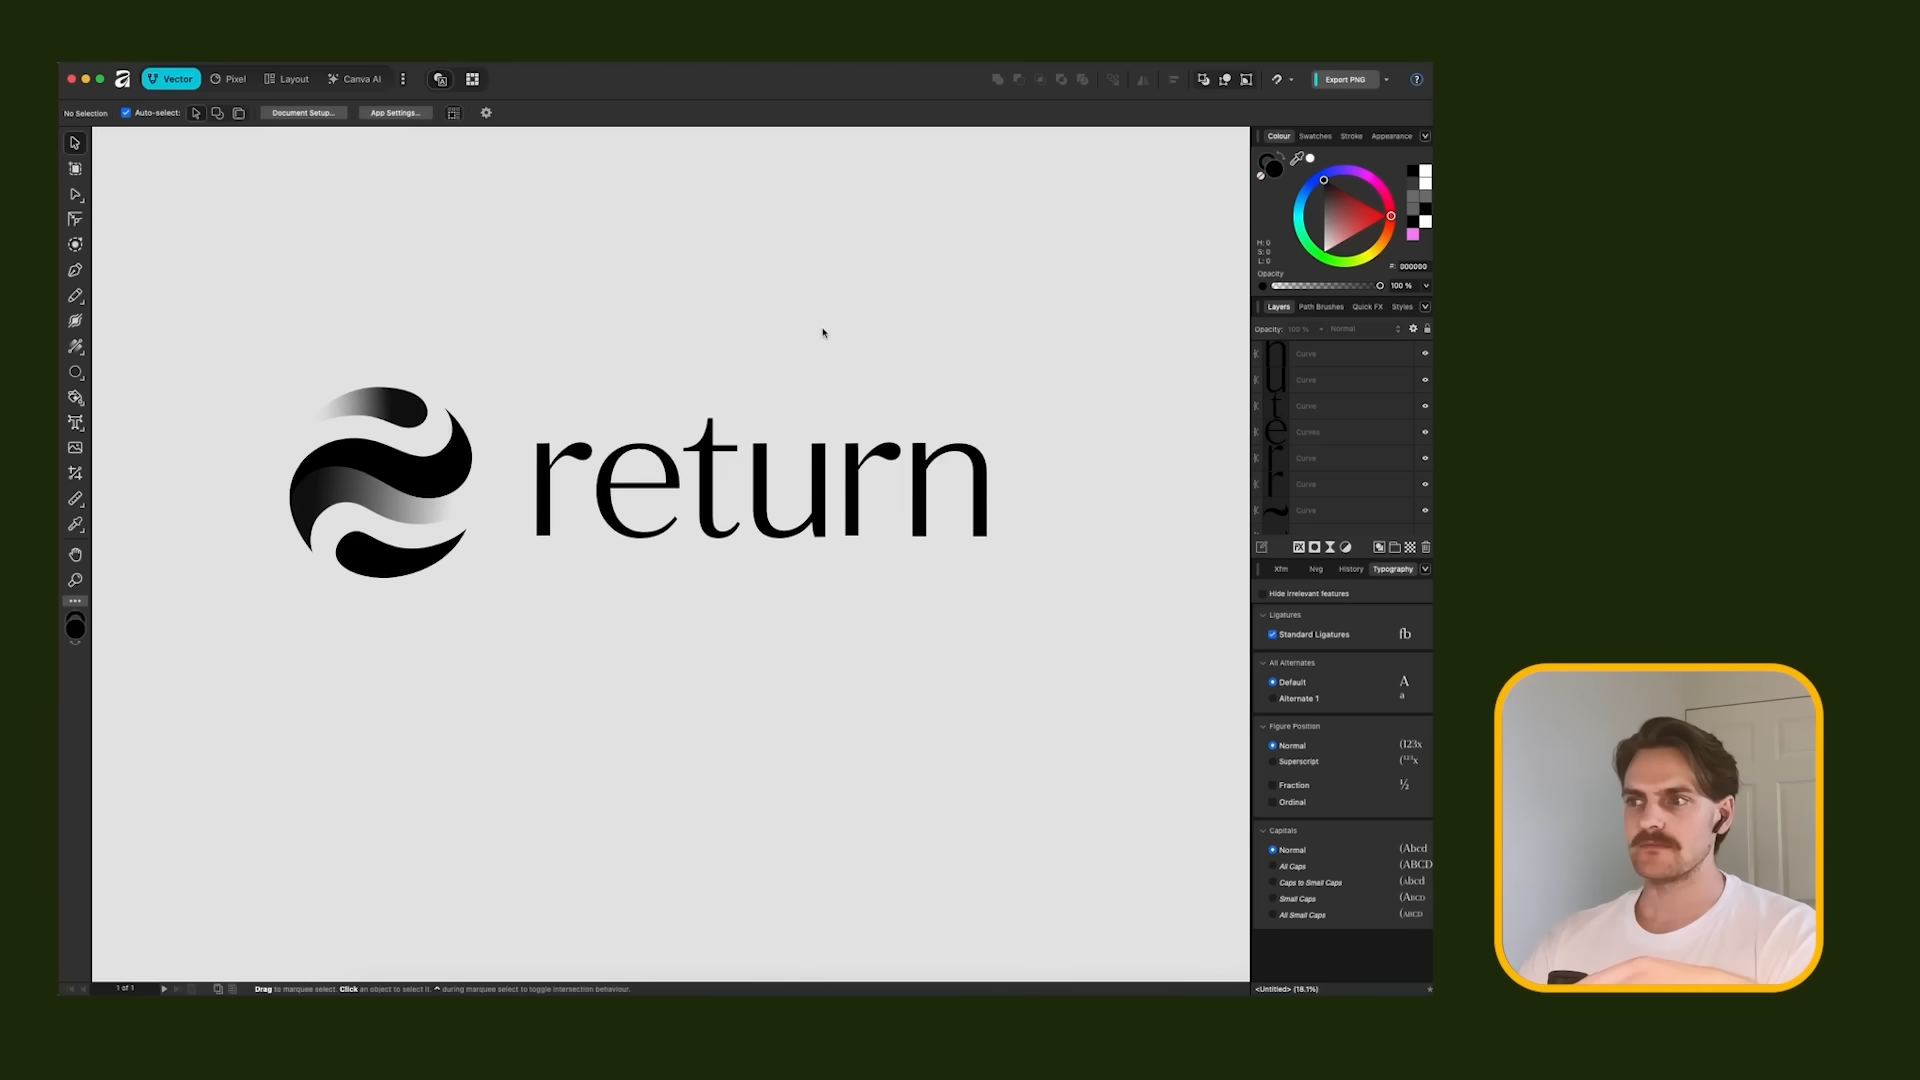 Vector Pixel Layout Canva AI Export PNG ?
No Selection Auto-select: Document Setup... App Settings...
return
Colour Swatches Stroke Appearance
H: 0
S: 0
L: 0
#: 000000
Opacity
100 %
Layers Path Brushes Quick FX Styles
Opacity: 100 % Normal
Curve
Curve
Curve
Curves
Curve
Curve
Curve
Xfm Nvg History Typography
Hide irrelevant features
Ligatures
Standard Ligatures fb
All Alternates
Default A
Alternate 1 a
Figure Position
Normal (123x
Superscript (¹²³x
Fraction ½
Ordinal
Capitals
Normal (Abcd
All Caps (ABCD
Caps to Small Caps (Abcd
Small Caps (ABCD
All Small Caps (ABCD
1 of 1 Drag to marquee select. Click an object to select it. ⌃ during marquee select to toggle intersection behaviour. <Untitled> (18.1%)